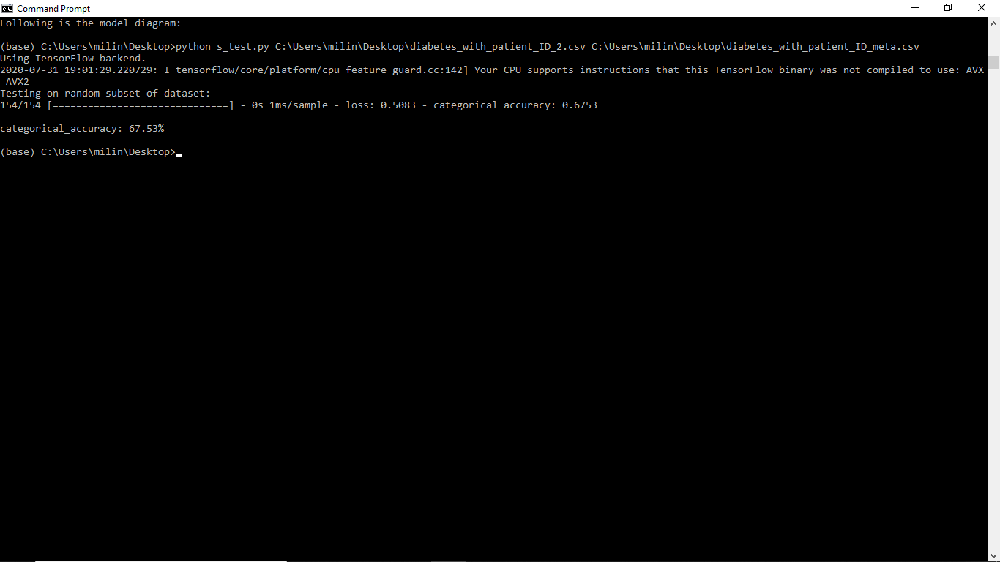 Command Prompt
Following is the model diagram:
(base) C:\Users\milin\Desktop>python s_test.py C:\Users\milin\Desktop\diabetes_with_patient_ID_2.csv C:\Users\milin\Desktop\diabetes_with_patient_ID_meta.csv
Using TensorFlow backend.
2020-07-31 19:01:29.220729: I tensorflow/core/platform/cpu_feature_guard.cc:142] Your CPU supports instructions that this TensorFlow binary was not compiled to use: AVX
AVX2
Testing on random subset of dataset:
154/154 [==============================] - 0s 1ms/sample - loss: 0.5083 - categorical_accuracy: 0.6753
categorical_accuracy: 67.53%
(base) C:\Users\milin\Desktop>